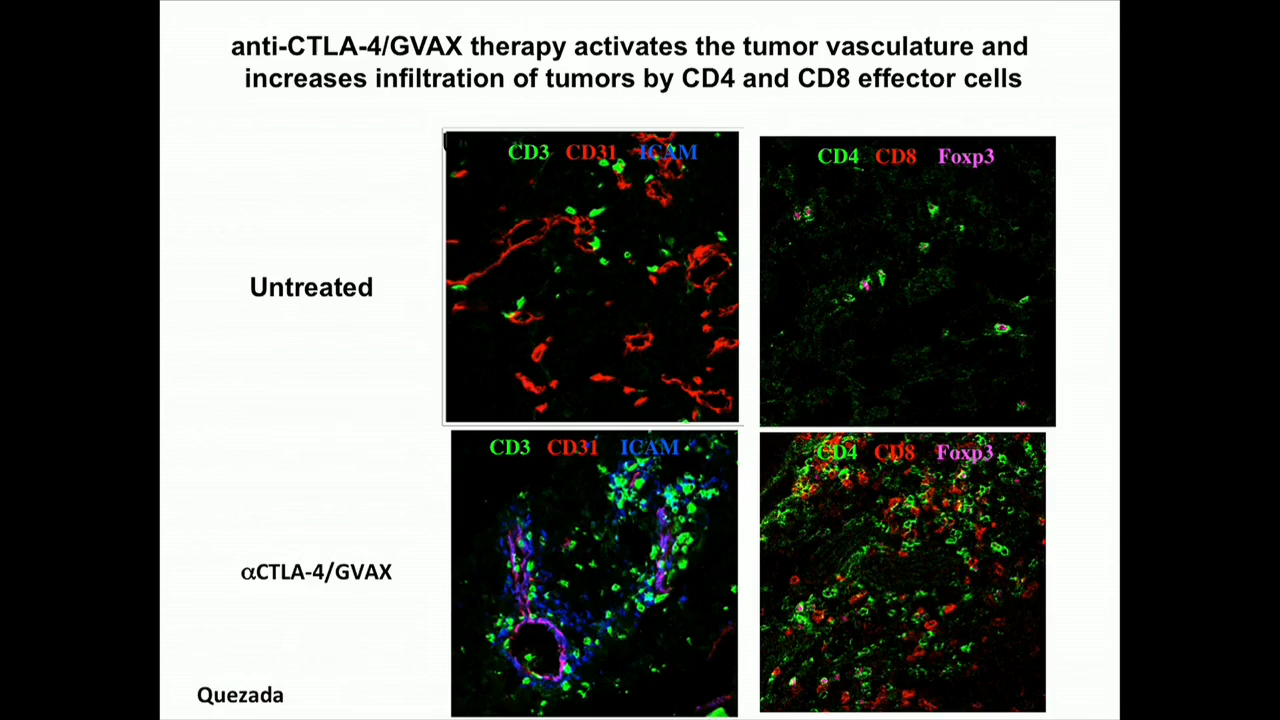 anti-CTLA-4/GVAX therapy activates the tumor vasculature and
increases infiltration of tumors by CD4 and CD8 effector cells
CD3 CD31 ICAM
CD4 CD8 Foxp3
Untreated
CD3 CD31 ICAM
CD4 CD8 Foxp3
αCTLA-4/GVAX
Quezada